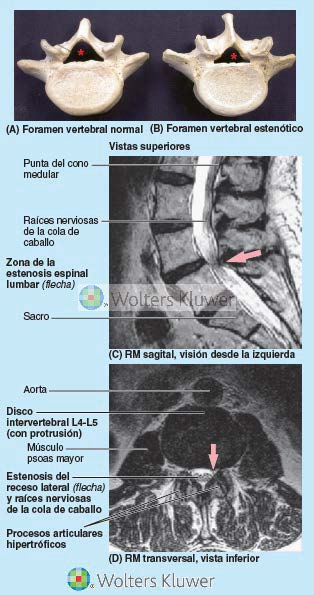 (A) Foramen vertebral normal
(B) Foramen vertebral estenótico
Vistas superiores
Punta del cono
medular
Raíces nerviosas
de la cola de
caballo
Zona de la
estenosis espinal
lumbar (flecha)
Sacro
® Wolters Kluwer
(C) RM sagital, visión desde la izquierda
Aorta
Disco
intervertebral L4-L5
(con protrusión)
Músculo
psoas mayor
Estenosis del
receso lateral (flecha)
y raíces nerviosas
de la cola de caballo
Procesos articulares
hipertróficos
(D) RM transversal, vista inferior
® Wolters Kluwer